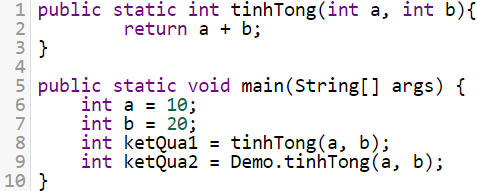 1 public static int tinhTong(int a, int b){
2         return a + b;
3 }
4
5 public static void main(String[] args) {
6     int a = 10;
7     int b = 20;
8     int ketQua1 = tinhTong(a, b);
9     int ketQua2 = Demo.tinhTong(a, b);
10 }